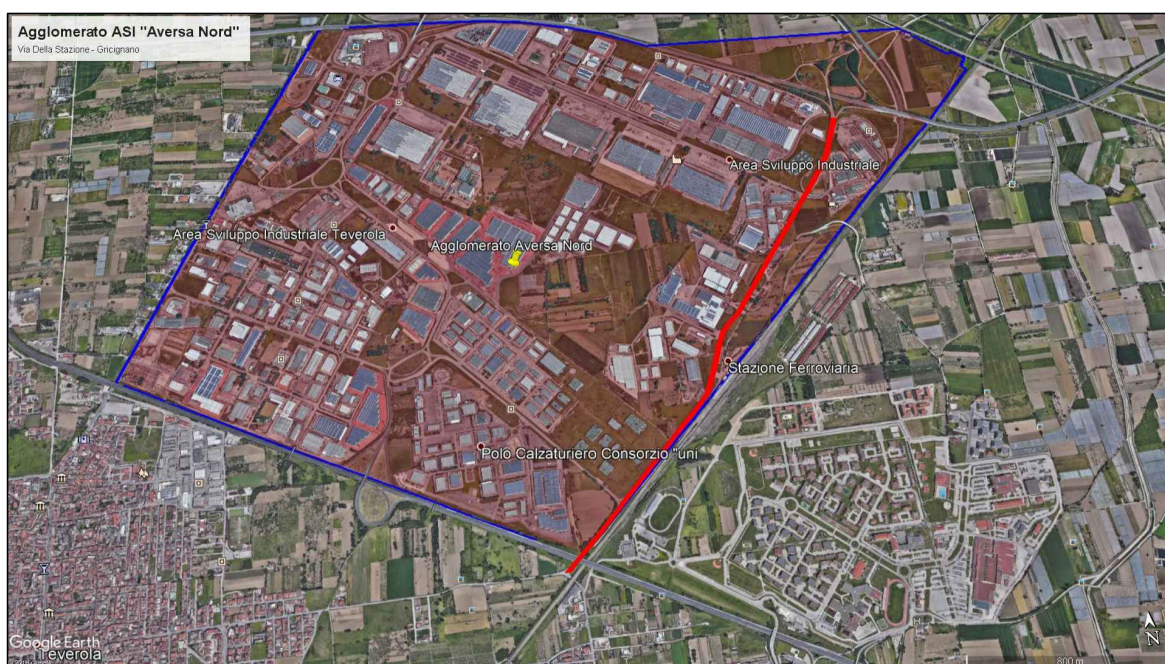 Agglomerato ASI "Aversa Nord"
Via Della Stazione - Gricignano
Area Sviluppo Industriale
Area Sviluppo Industriale Teverola
Agglomerato Aversa Nord
Stazione Ferroviaria
Polo Calzaturiero Consorzio "uni
Google Earth
Teverola
800 m
N